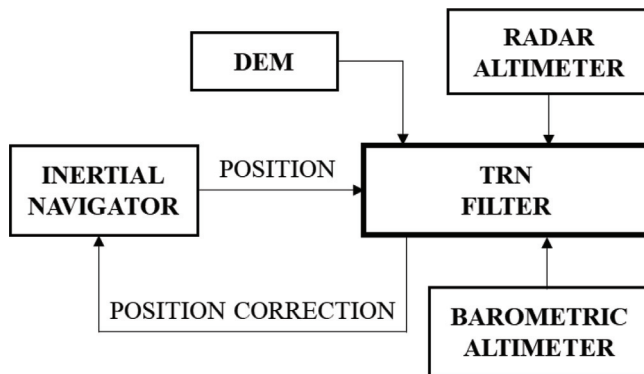 RADAR
ALTIMETER
DEM
INERTIAL
NAVIGATOR
POSITION
TRN
FILTER
POSITION CORRECTION
BAROMETRIC
ALTIMETER